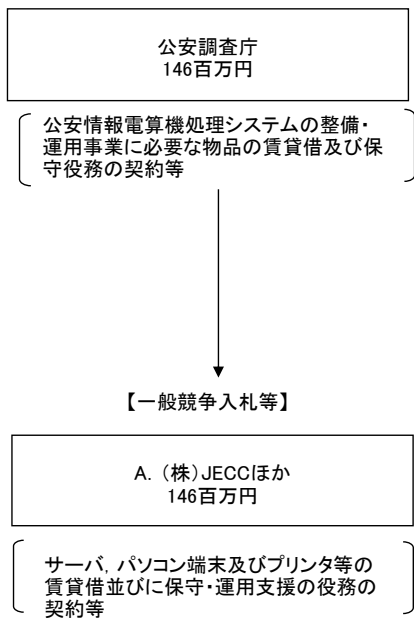 公安調査庁
146百万円
公安情報電算機処理システムの整備・
運用事業に必要な物品の賃貸借及び保
守役務の契約等
【一般競争入札等】
A. (株)JECCほか
146百万円
サーバ, パソコン端末及びプリンタ等の
賃貸借並びに保守・運用支援の役務の
契約等